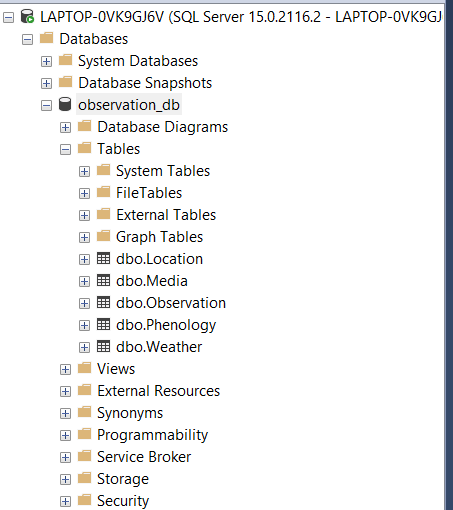 LAPTOP-0VK9GJ6V (SQL Server 15.0.2116.2 - LAPTOP-0VK9GJ
Databases
System Databases
Database Snapshots
observation_db
Database Diagrams
Tables
System Tables
FileTables
External Tables
Graph Tables
dbo.Location
dbo.Media
dbo.Observation
dbo.Phenology
dbo.Weather
Views
External Resources
Synonyms
Programmability
Service Broker
Storage
Security